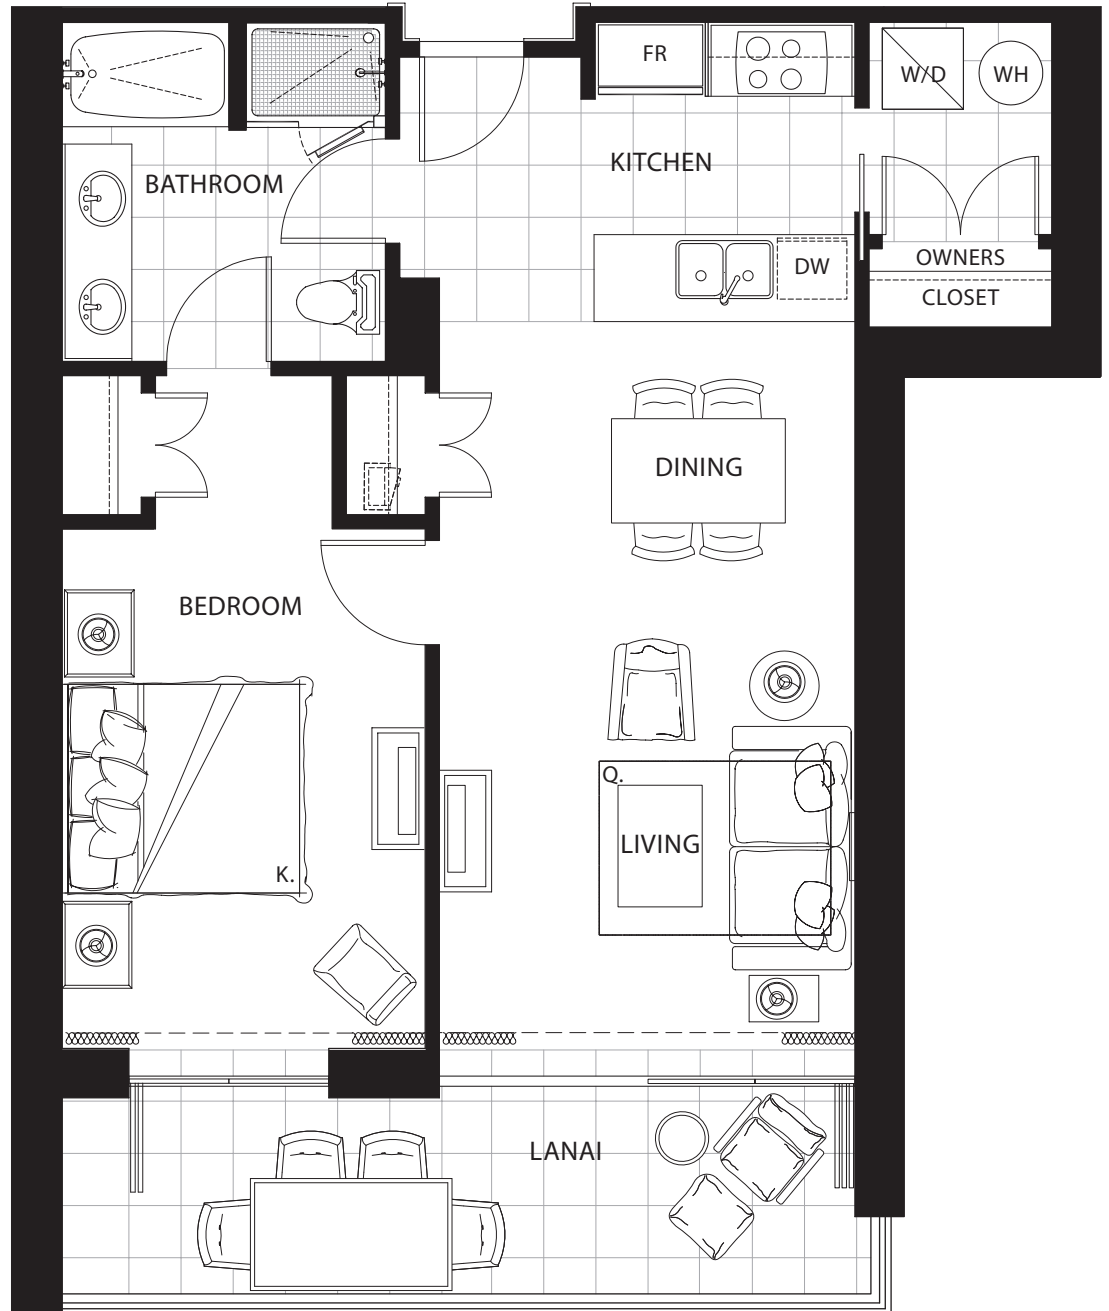 FR
W/D
WH
KITCHEN
BATHROOM
OWNERS
CLOSET
DW
DINING
BEDROOM
Q.
LIVING
K.
LANAI